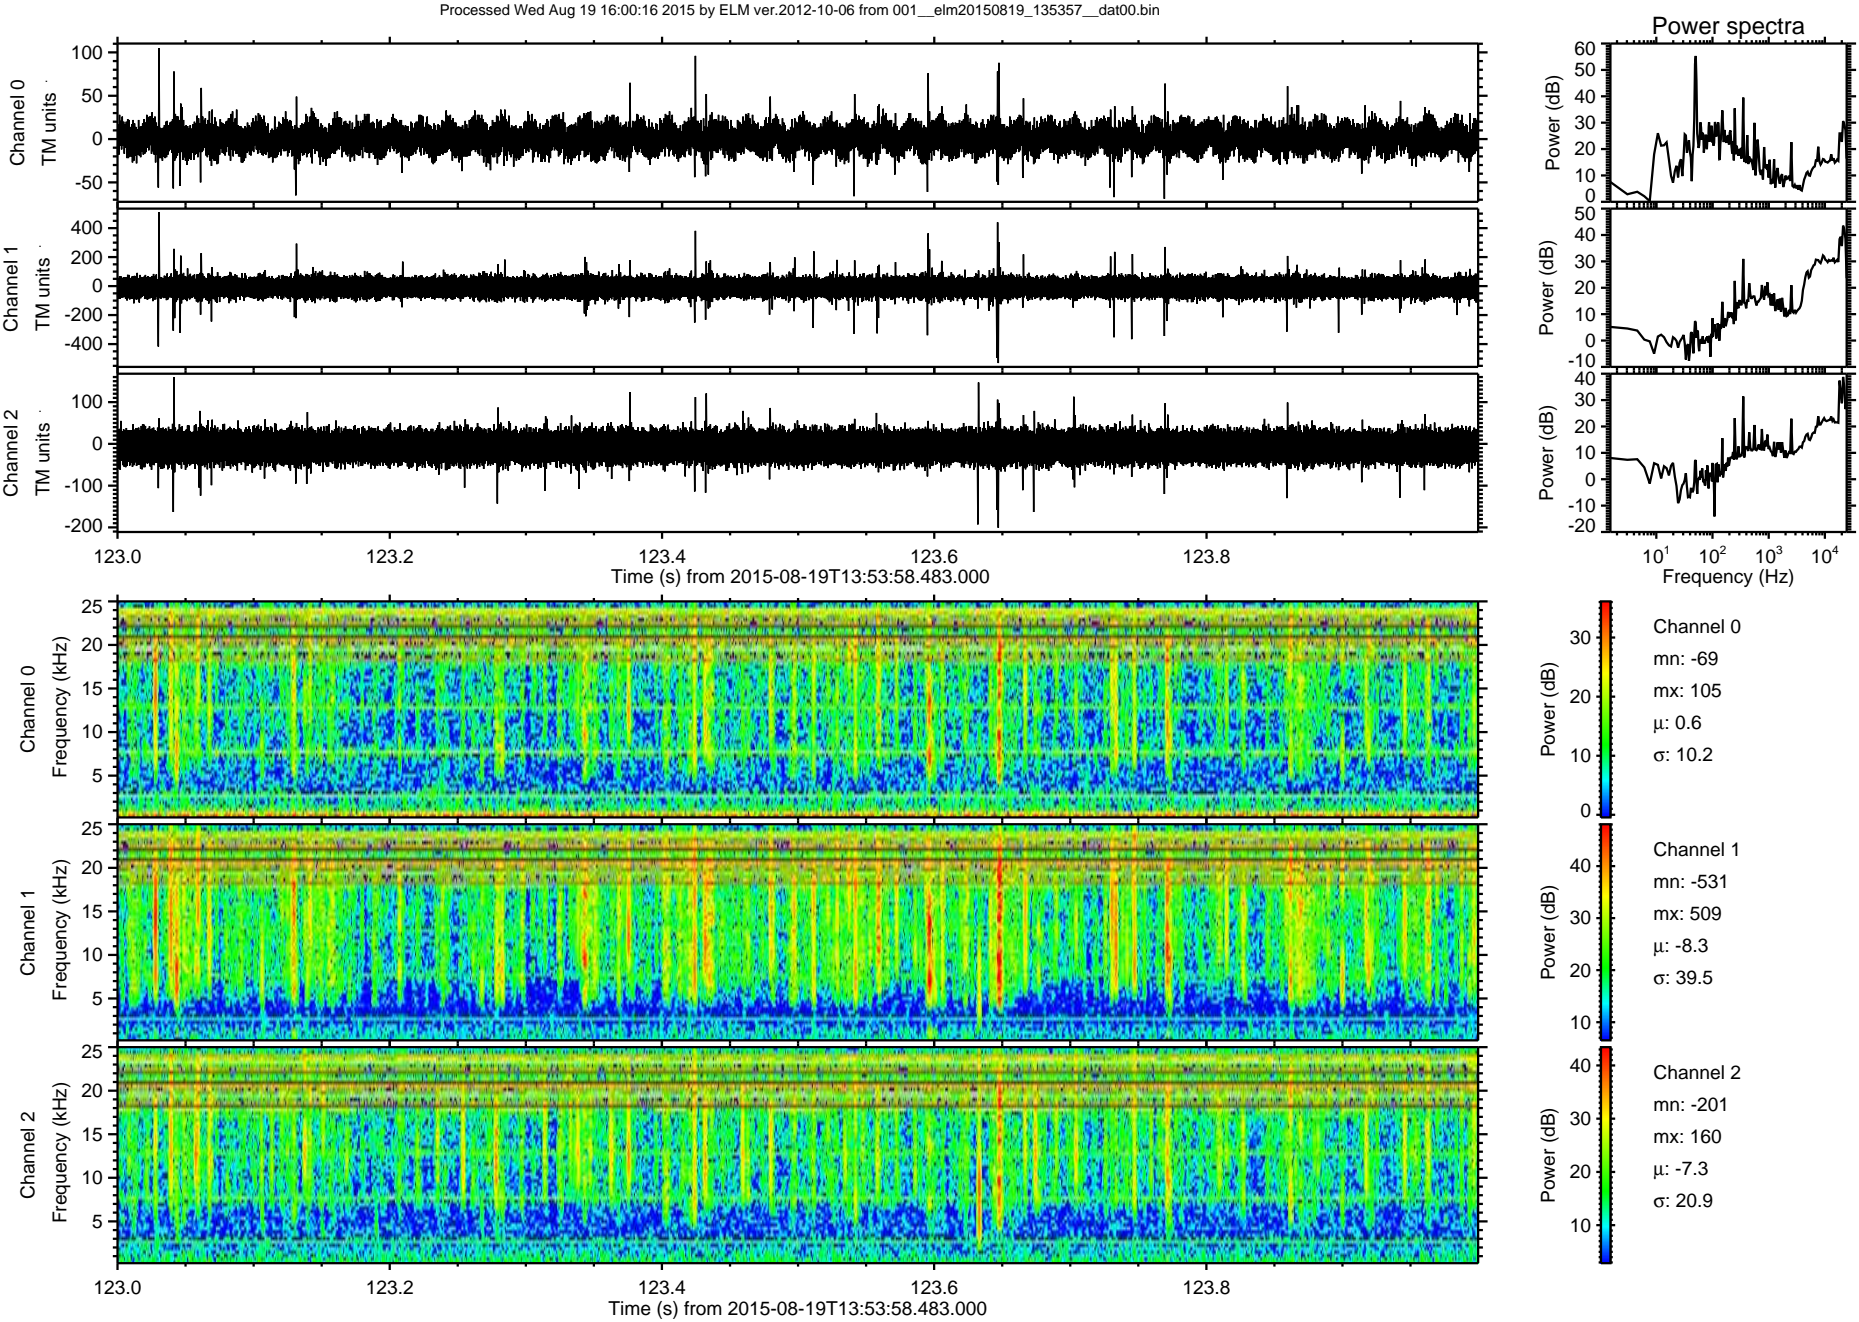 Processed Wed Aug 19 16:00:16 2015 by ELM ver.2012-10-06 from 001__elm20150819_135357__dat00.bin
Power spectra
Channel 0
TM units
100
50
0
-50
Power (dB)
60
50
40
30
20
10
0
Channel 1
TM units
400
200
0
-200
-400
Power (dB)
50
40
30
20
10
0
-10
Channel 2
TM units
100
0
-100
-200
Power (dB)
40
30
20
10
0
-10
-20
123.0 123.2 123.4 123.6 123.8
Time (s) from 2015-08-19T13:53:58.483.000
10^1 10^2 10^3 10^4
Frequency (Hz)
Channel 0
Frequency (kHz)
25
20
15
10
5
Power (dB)
30
20
10
0
Channel 0
mn: -69
mx: 105
μ: 0.6
σ: 10.2
Channel 1
Frequency (kHz)
25
20
15
10
5
Power (dB)
40
30
20
10
Channel 1
mn: -531
mx: 509
μ: -8.3
σ: 39.5
Channel 2
Frequency (kHz)
25
20
15
10
5
Power (dB)
40
30
20
10
Channel 2
mn: -201
mx: 160
μ: -7.3
σ: 20.9
123.0 123.2 123.4 123.6 123.8
Time (s) from 2015-08-19T13:53:58.483.000